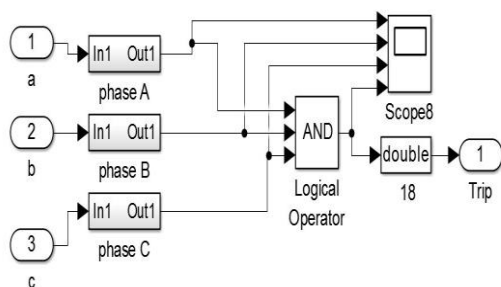 1
a
In1 Out1
phase A
2
b
In1 Out1
phase B
3
c
In1 Out1
phase C
AND
Logical
Operator
Scope8
double
18
1
Trip